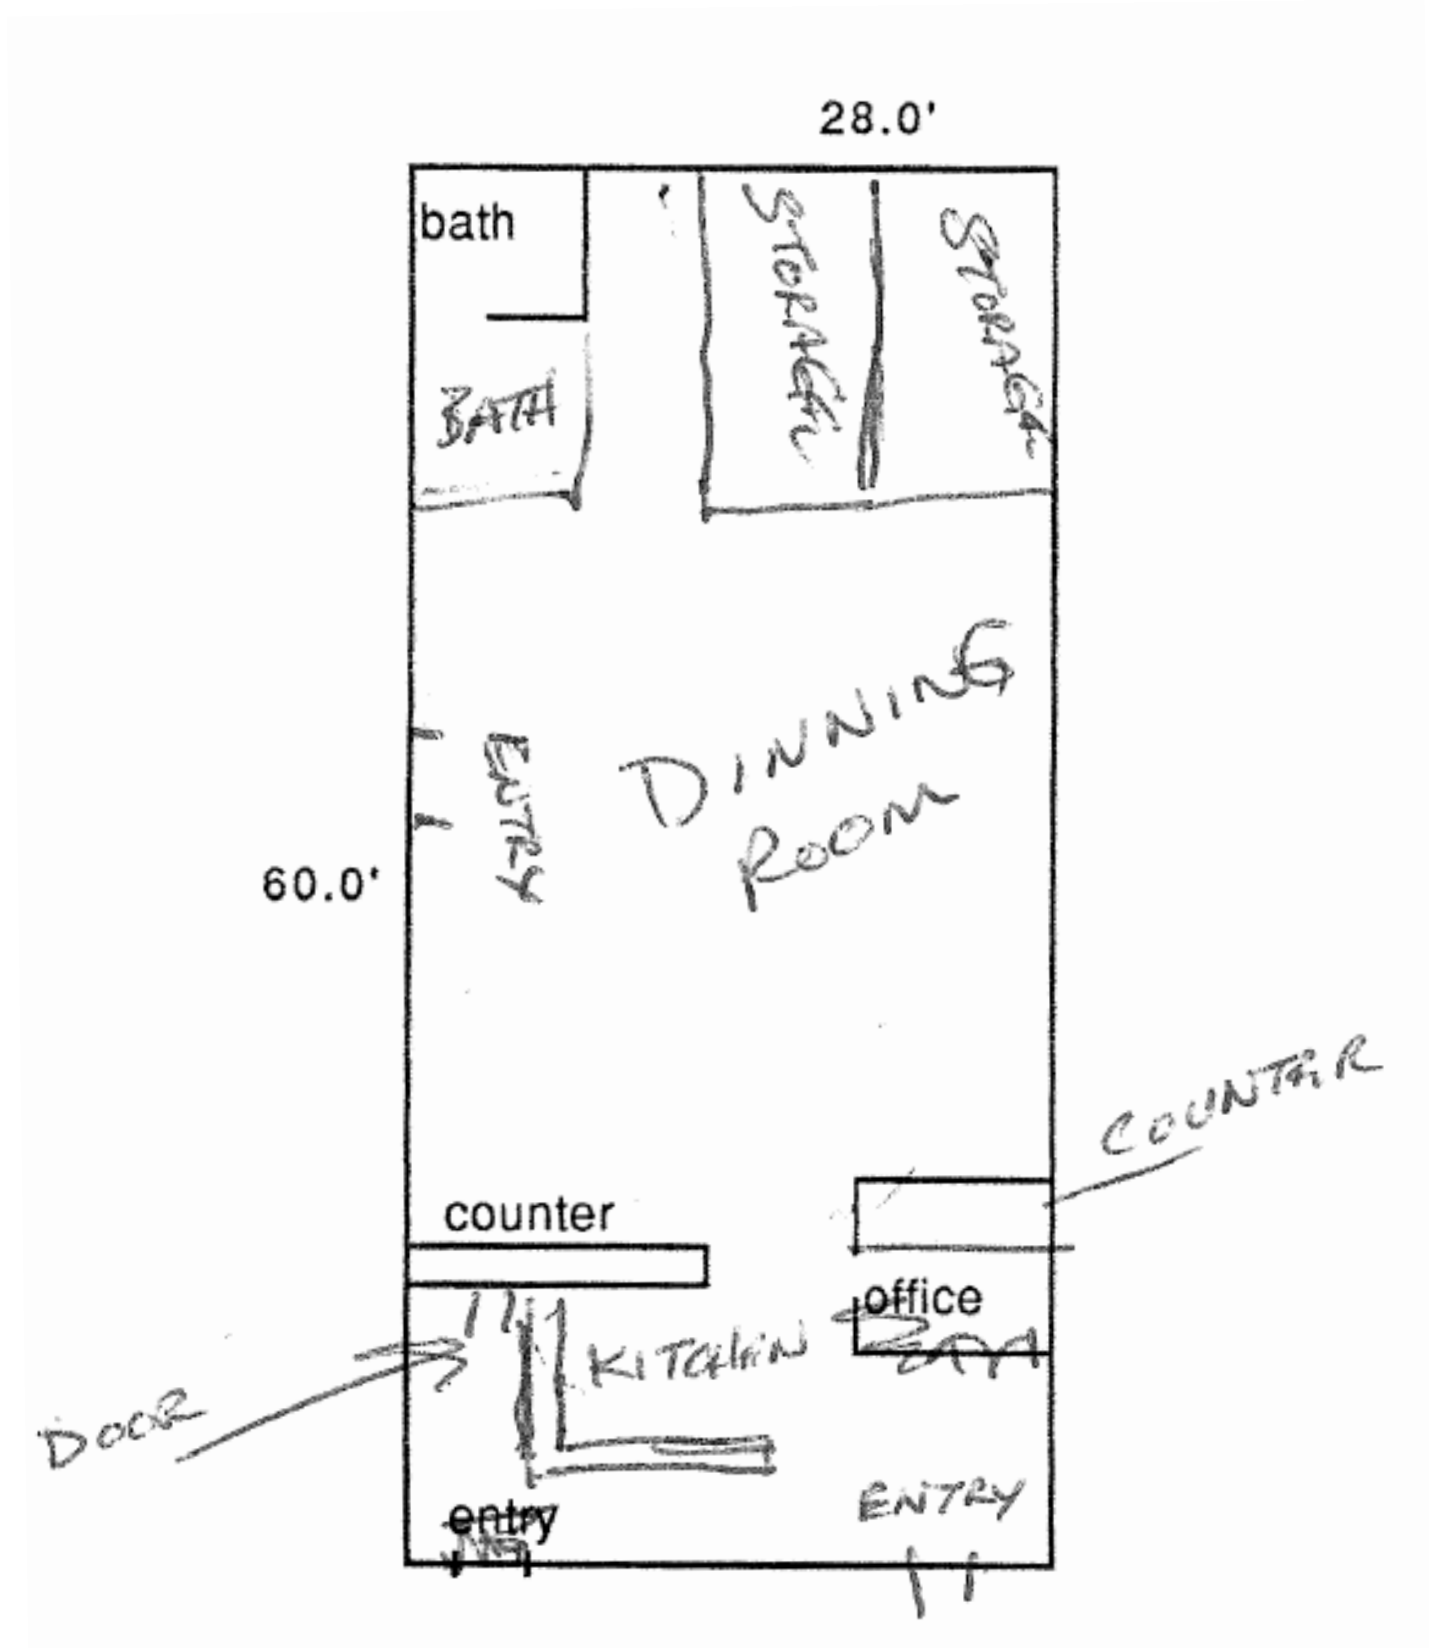 28.0'
bath
STORAGE
STORAGE
BATH
DINNING
ROOM
ENTRY
60.0'
COUNTER
counter
office
KITCHEN
DOOR
ENTRY
entry